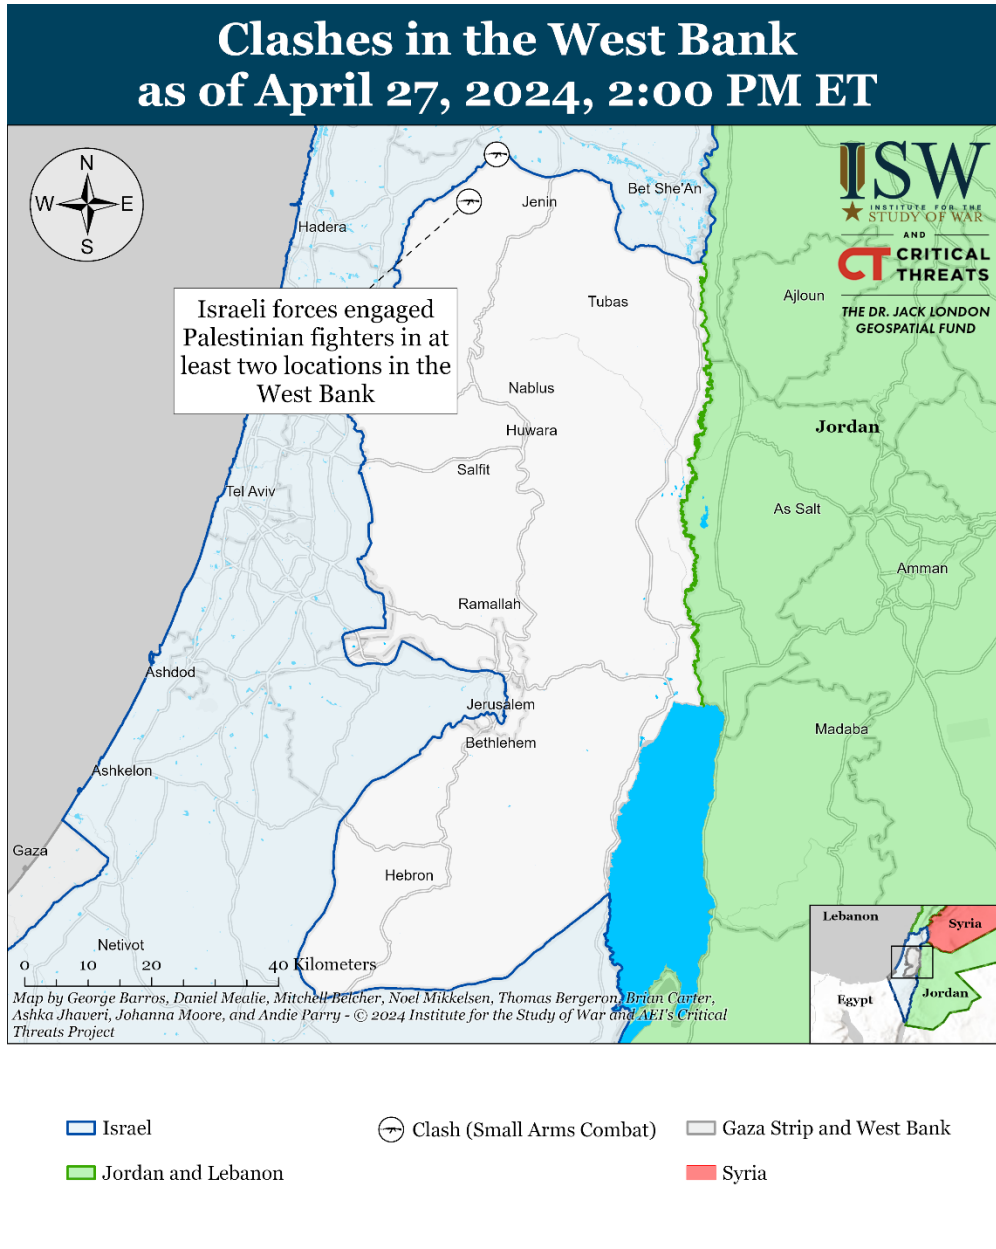 Clashes in the West Bank
as of April 27, 2024, 2:00 PM ET
N
W
E
S
ISW
INSTITUTE FOR THE
STUDY OF WAR
AND
CT CRITICAL
THREATS
THE DR. JACK LONDON
GEOSPATIAL FUND
Jenin
Bet She'An
Hadera
Israeli forces engaged
Palestinian fighters in at
least two locations in the
West Bank
Tubas
Ajloun
Nablus
Huwara
Jordan
Salfit
Tel Aviv
As Salt
Amman
Ramallah
Ashdod
Jerusalem
Bethlehem
Madaba
Ashkelon
Gaza
Hebron
Netivot
0 10 20 40 Kilometers
Lebanon
Syria
Egypt
Jordan
Map by George Barros, Daniel Mealie, Mitchell Belcher, Noel Mikkelsen, Thomas Bergeron, Brian Carter,
Ashka Jhaveri, Johanna Moore, and Andie Parry - © 2024 Institute for the Study of War and AEI's Critical
Threats Project
Israel
Clash (Small Arms Combat)
Gaza Strip and West Bank
Jordan and Lebanon
Syria